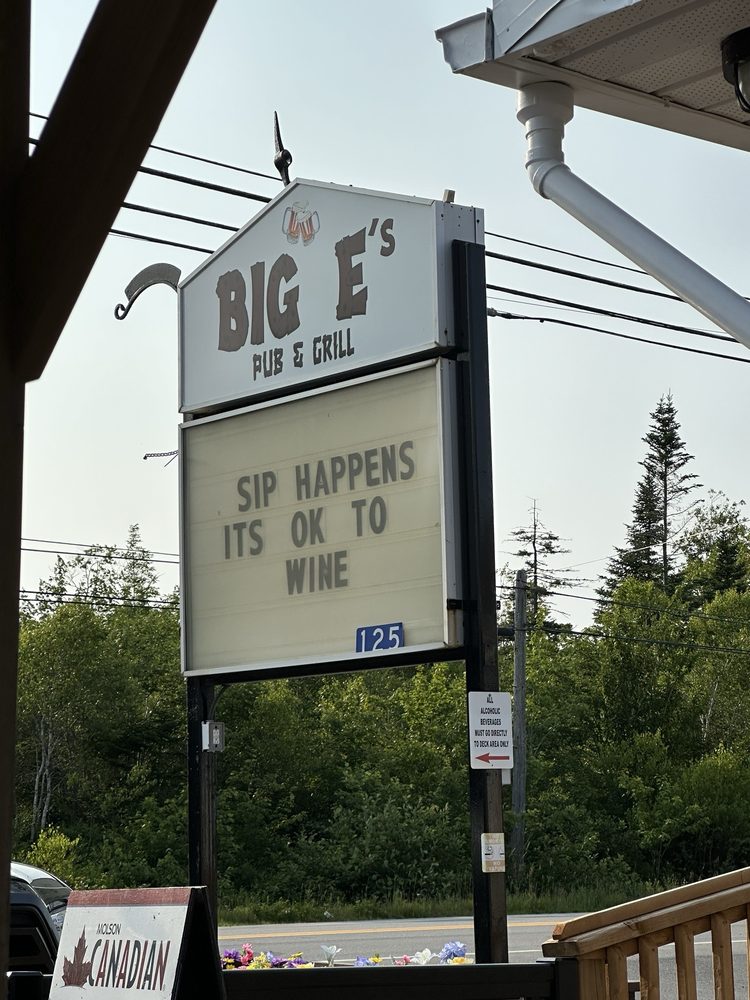 BIG E's
PUB & GRILL
SIP HAPPENS
ITS OK TO
WINE
125
ALL
ALCOHOLIC
BEVERAGES
MUST GO DIRECTLY
TO DECK AREA ONLY
MOLSON
CANADIAN